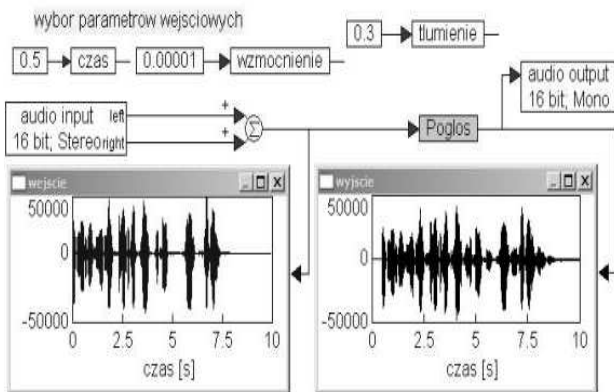 wybor parametrow wejsciowych
0.5 czas 0.00001 wzmocnienie 0.3 tłumienie
audio input left
16 bit; Stereo right
+
+
Σ
Poglos
audio output
16 bit; Mono
wejscie
50000
0
-50000
0 2.5 5 7.5 10
czas [s]
wyjscie
50000
0
-50000
0 2.5 5 7.5 10
czas [s]